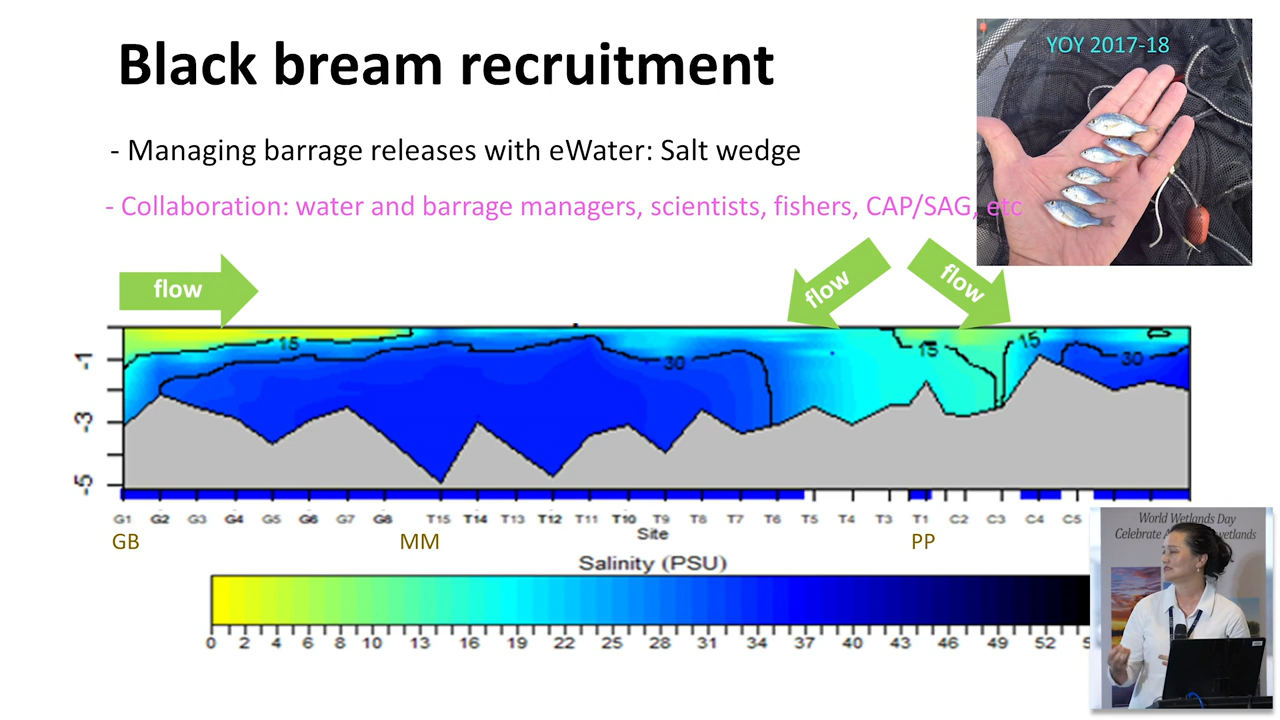 Black bream recruitment
YOY 2017-18
- Managing barrage releases with eWater: Salt wedge
- Collaboration: water and barrage managers, scientists, fishers, CAP/SAG, etc
flow
flow
flow
15
30
15
15
30
-1
-3
-5
G1 G2 G3 G4 G5 G6 G7 G8 T15 T14 T13 T12 T11 T10 T9 T8 T7 T6 T5 T4 T3 T1 C2 C3 C4 C5
Site
GB MM PP
Salinity (PSU)
0 2 4 6 8 10 13 16 19 22 25 28 31 34 37 40 43 46 49 52
World Wetlands Day
Celebrate